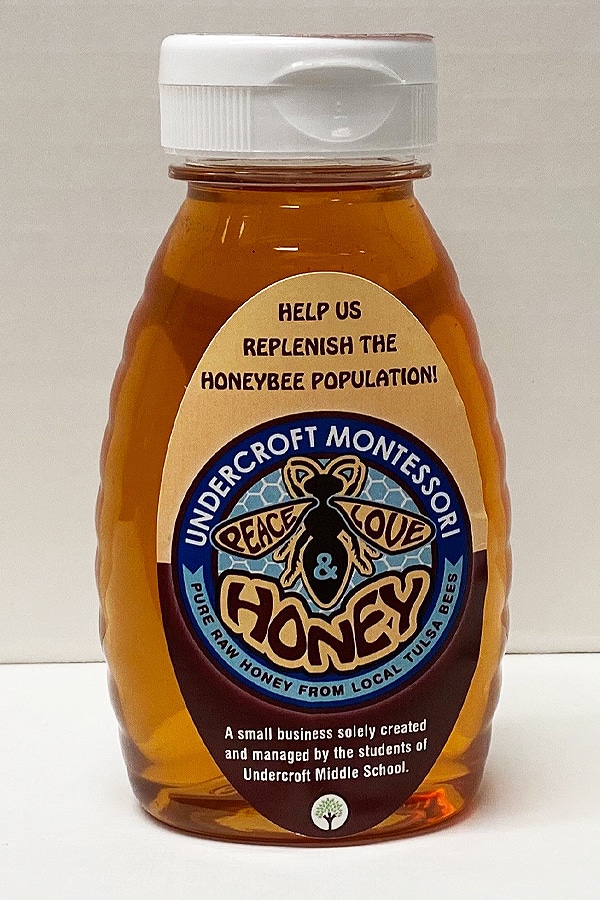 HELP US
REPLENISH THE
HONEYBEE POPULATION!
UNDERCROFT MONTESSORI
PEACE LOVE
&
HONEY
PURE RAW HONEY FROM LOCAL TULSA BEES
A small business solely created
and managed by the students of
Undercroft Middle School.